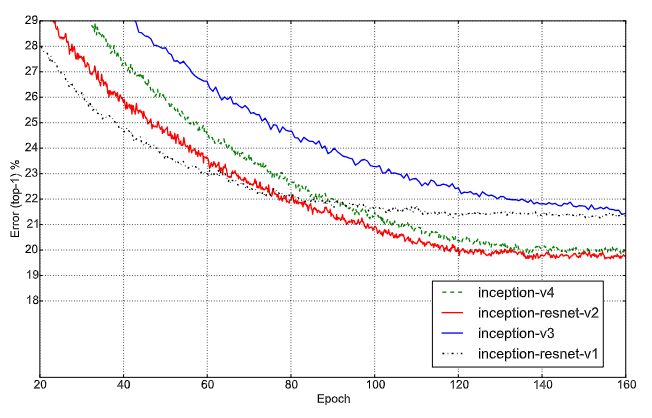 29
28
27
26
25
24
23
22
21
20
19
18
Error (top-1) %
inception-v4
inception-resnet-v2
inception-v3
inception-resnet-v1
20 40 60 80 100 120 140 160
Epoch